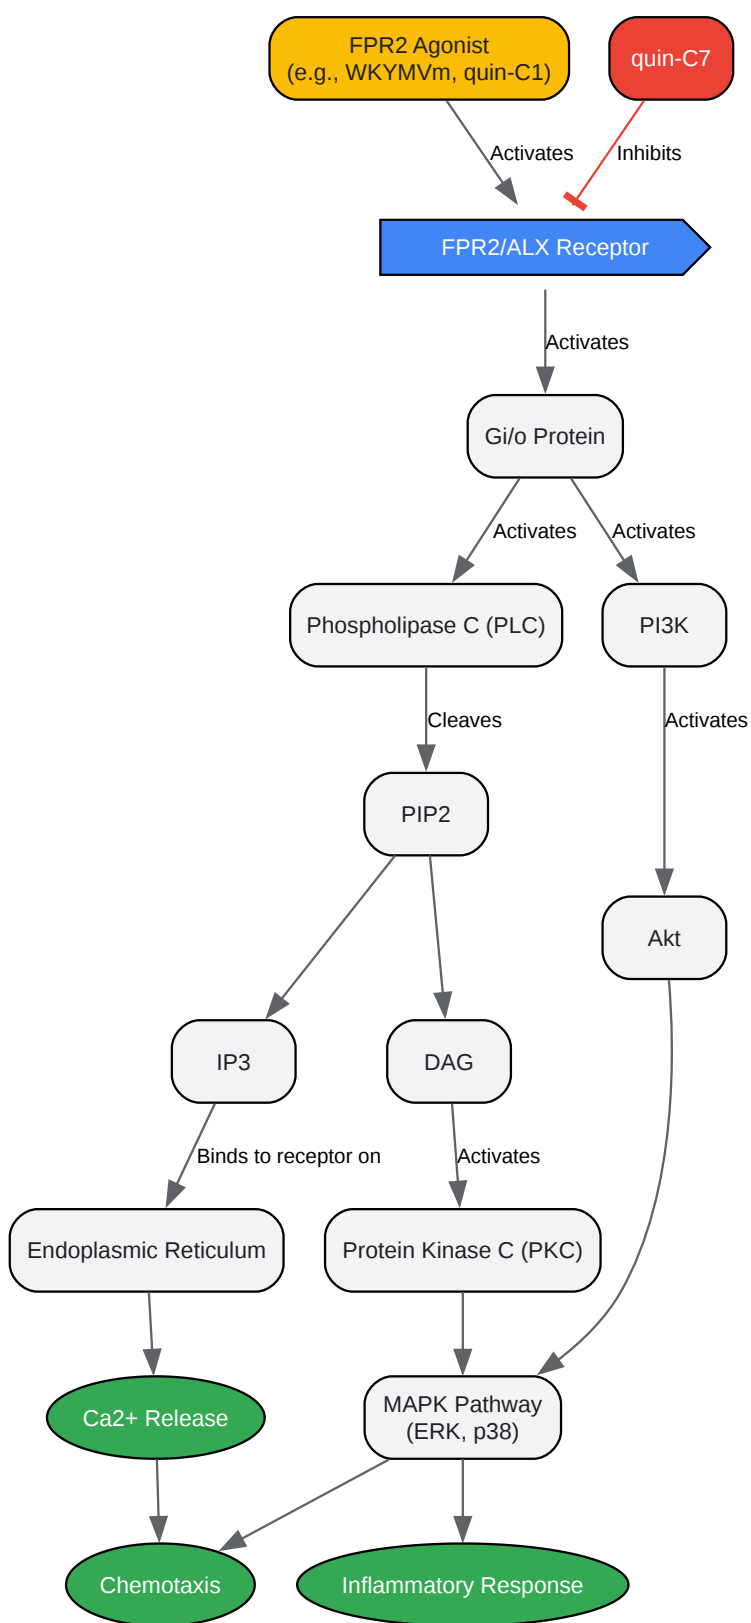 FPR2 Agonist
(e.g., WKYMVm, quin-C1)
quin-C7
Activates
Inhibits
FPR2/ALX Receptor
Activates
Gi/o Protein
Activates
Activates
Phospholipase C (PLC)
PI3K
Cleaves
Activates
PIP2
Akt
IP3
DAG
Binds to receptor on
Activates
Endoplasmic Reticulum
Protein Kinase C (PKC)
Ca2+ Release
MAPK Pathway
(ERK, p38)
Chemotaxis
Inflammatory Response